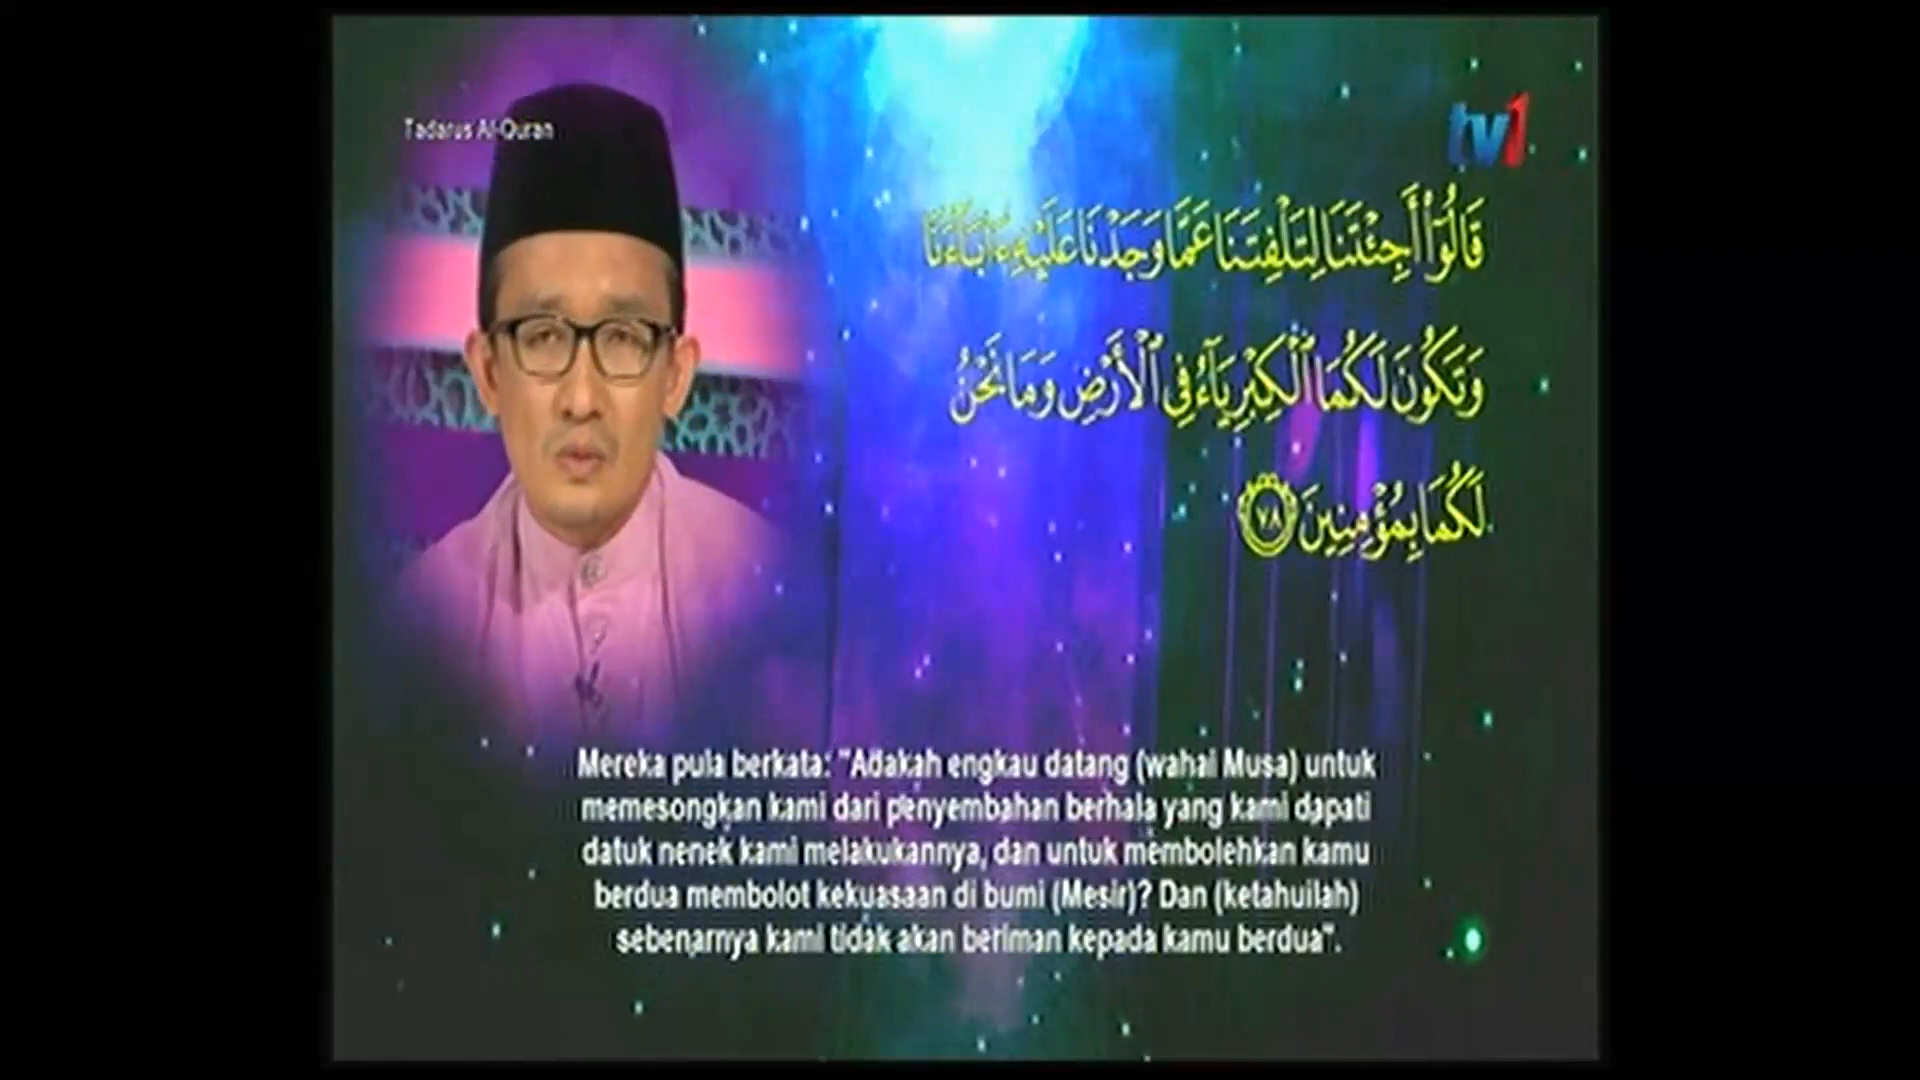 Tadarus Al-Quran
tv1
قَالُوٓا۟ أَجِئْتَنَا لِتَلْفِتَنَا عَمَّا وَجَدْنَا عَلَيْهِ ءَابَآءَنَا
وَتَكُونَ لَكُمَا ٱلْكِبْرِيَآءُ فِى ٱلْأَرْضِ وَمَا نَحْنُ
لَكُمَا بِمُؤْمِنِينَ ٧٨
Mereka pula berkata: "Adakah engkau datang (wahai Musa) untuk
memesongkan kami dari penyembahan berhala yang kami dapati
datuk nenek kami melakukannya, dan untuk membolehkan kamu
berdua membolot kekuasaan di bumi (Mesir)? Dan (ketahuilah)
sebenarnya kami tidak akan beriman kepada kamu berdua".